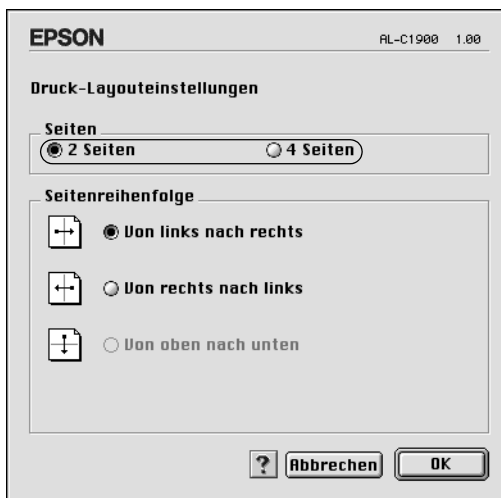 EPSON AL-C1900 1.00
Druck-Layouteinstellungen
Seiten
2 Seiten 4 Seiten
Seitenreihenfolge
Von links nach rechts
Von rechts nach links
Von oben nach unten
? Abbrechen OK